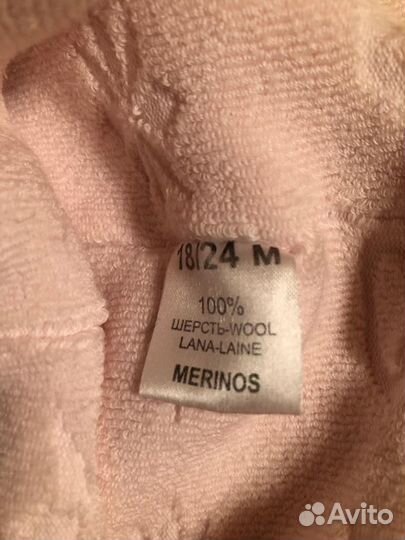 18/24 M
100%
ШЕРСТЬ-WOOL
LANA-LAINE
MERINOS
Avito